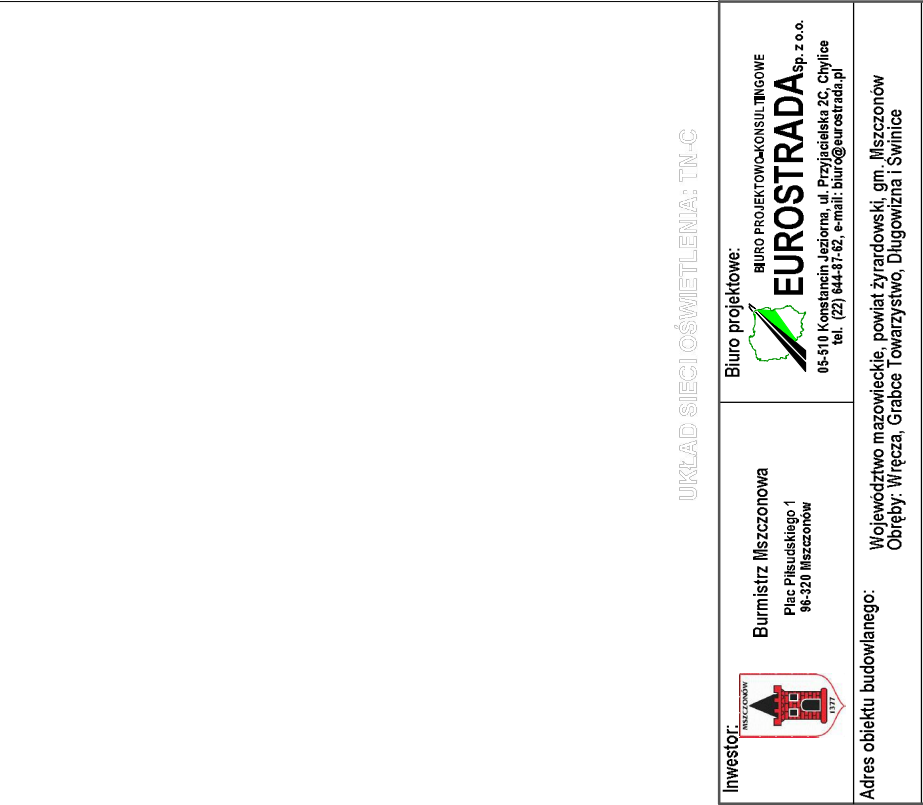 UKŁAD SIECI OŚWIETLENIA: TN-C
Inwestor:
MSZCZONÓW
1377
Burmistrz Mszczonowa
Plac Piłsudskiego 1
96-320 Mszczonów
Biuro projektowe:
BIURO PROJEKTOWO-KONSULTINGOWE
EUROSTRADA Sp. z o.o.
05-510 Konstancin Jeziorna, ul. Przyjacielska 2C, Chylice
tel. (22) 644-87-62, e-mail: biuro@eurostrada.pl
Adres obiektu budowlanego:
Województwo mazowieckie, powiat żyrardowski, gm. Mszczonów
Obręby: Wręcza, Grabce Towarzystwo, Długowizna i Świnice